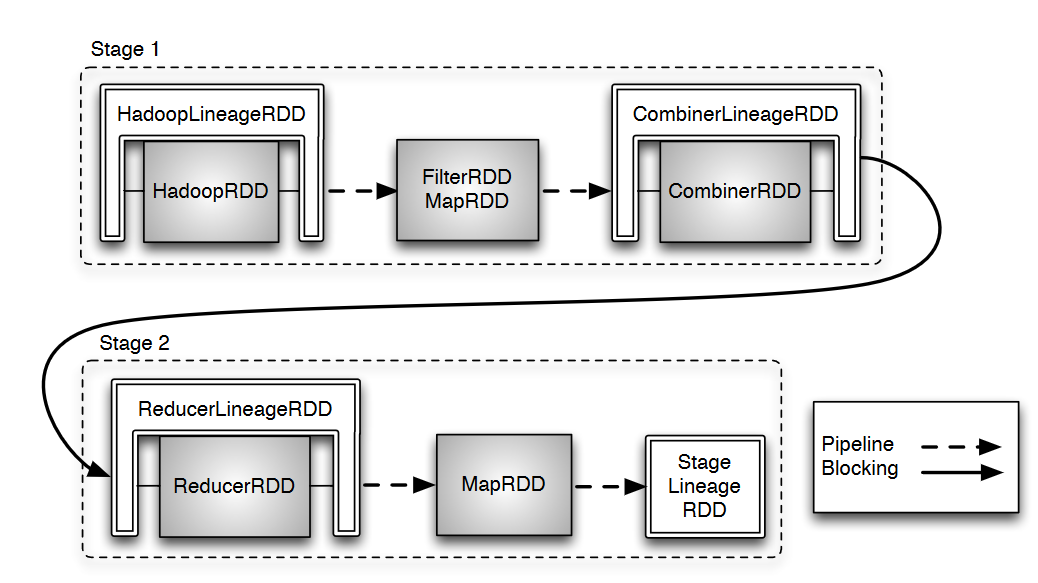 Stage 1
HadoopLineageRDD
CombinerLineageRDD
HadoopRDD
FilterRDD
MapRDD
CombinerRDD
Stage 2
ReducerLineageRDD
ReducerRDD
MapRDD
Stage
Lineage
RDD
Pipeline
Blocking